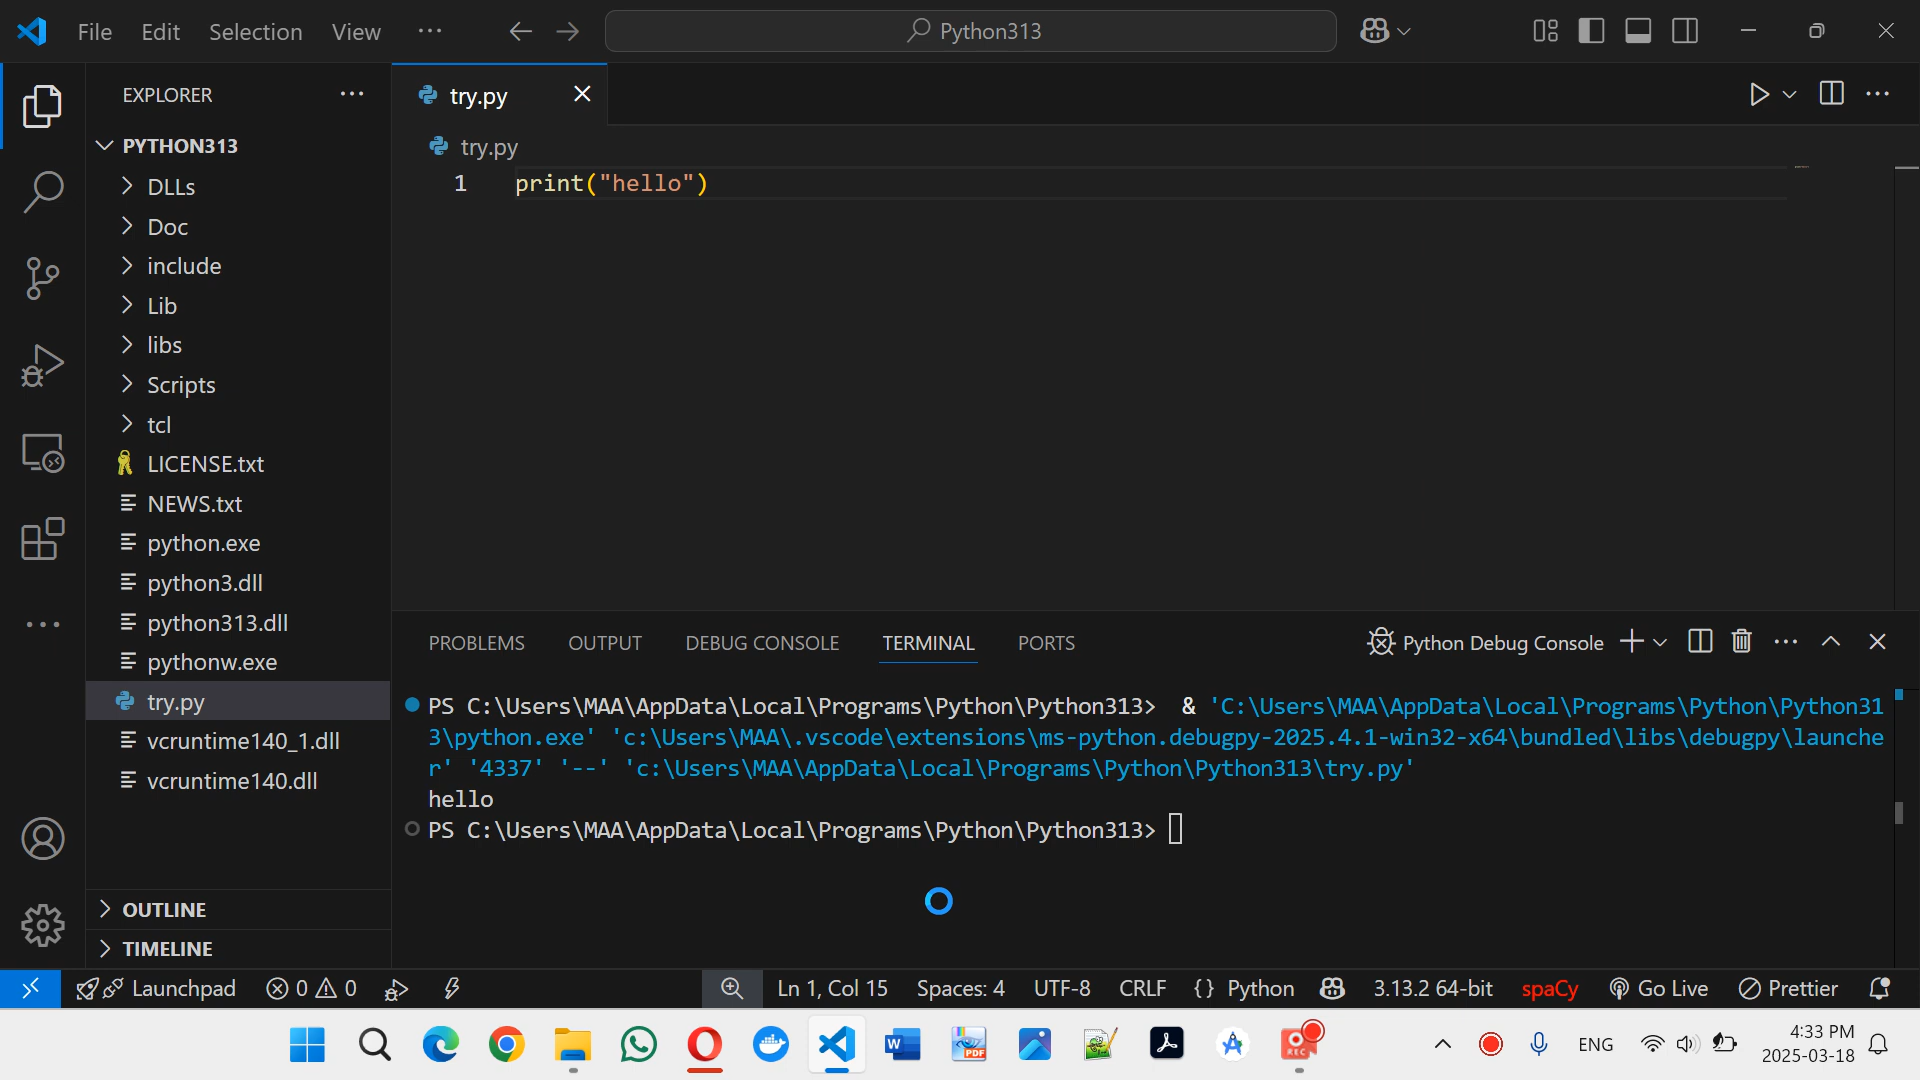 File Edit Selection View ··· Python313
EXPLORER ···
PYTHON313
DLLs
Doc
include
Lib
libs
Scripts
tcl
LICENSE.txt
NEWS.txt
python.exe
python3.dll
python313.dll
pythonw.exe
try.py
vcruntime140_1.dll
vcruntime140.dll
OUTLINE
TIMELINE
try.py
try.py
1 print("hello")
PROBLEMS OUTPUT DEBUG CONSOLE TERMINAL PORTS Python Debug Console
PS C:\Users\MAA\AppData\Local\Programs\Python\Python313> & 'C:\Users\MAA\AppData\Local\Programs\Python\Python31
3\python.exe' 'c:\Users\MAA\.vscode\extensions\ms-python.debugpy-2025.4.1-win32-x64\bundled\libs\debugpy\launche
r' '4337' '--' 'c:\Users\MAA\AppData\Local\Programs\Python\Python313\try.py'
hello
PS C:\Users\MAA\AppData\Local\Programs\Python\Python313>
Launchpad 0 0 Ln 1, Col 15 Spaces: 4 UTF-8 CRLF {} Python 3.13.2 64-bit spaCy Go Live Prettier
W PDF REC ENG 4:33 PM
2025-03-18